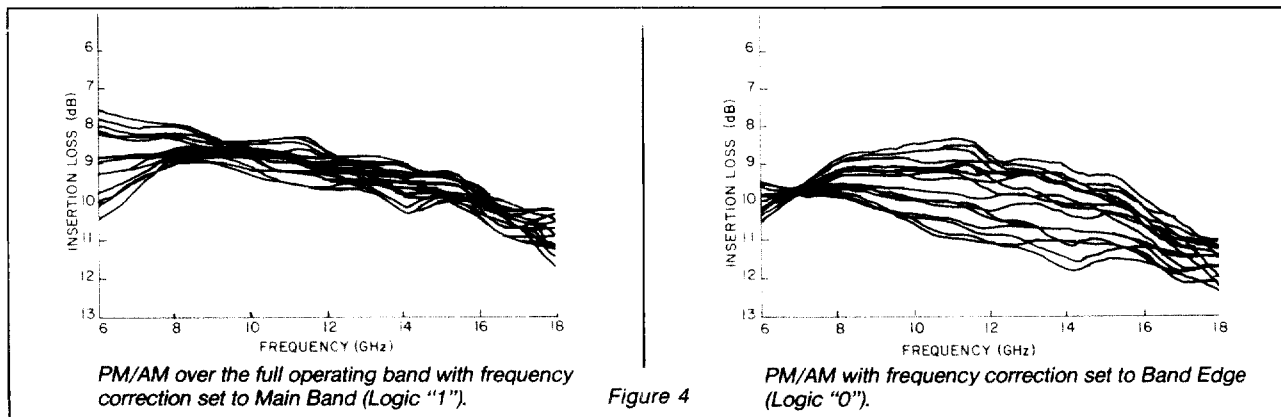 6
7
8
9
10
11
12
13
INSERTION LOSS (dB)
6 8 10 12 14 16 18
FREQUENCY (GHz)
PM/AM over the full operating band with frequency
correction set to Main Band (Logic “1”).
Figure 4
6
7
8
9
10
11
12
13
INSERTION LOSS (dB)
6 8 10 12 14 16 18
FREQUENCY (GHz)
PM/AM with frequency correction set to Band Edge
(Logic “0”).